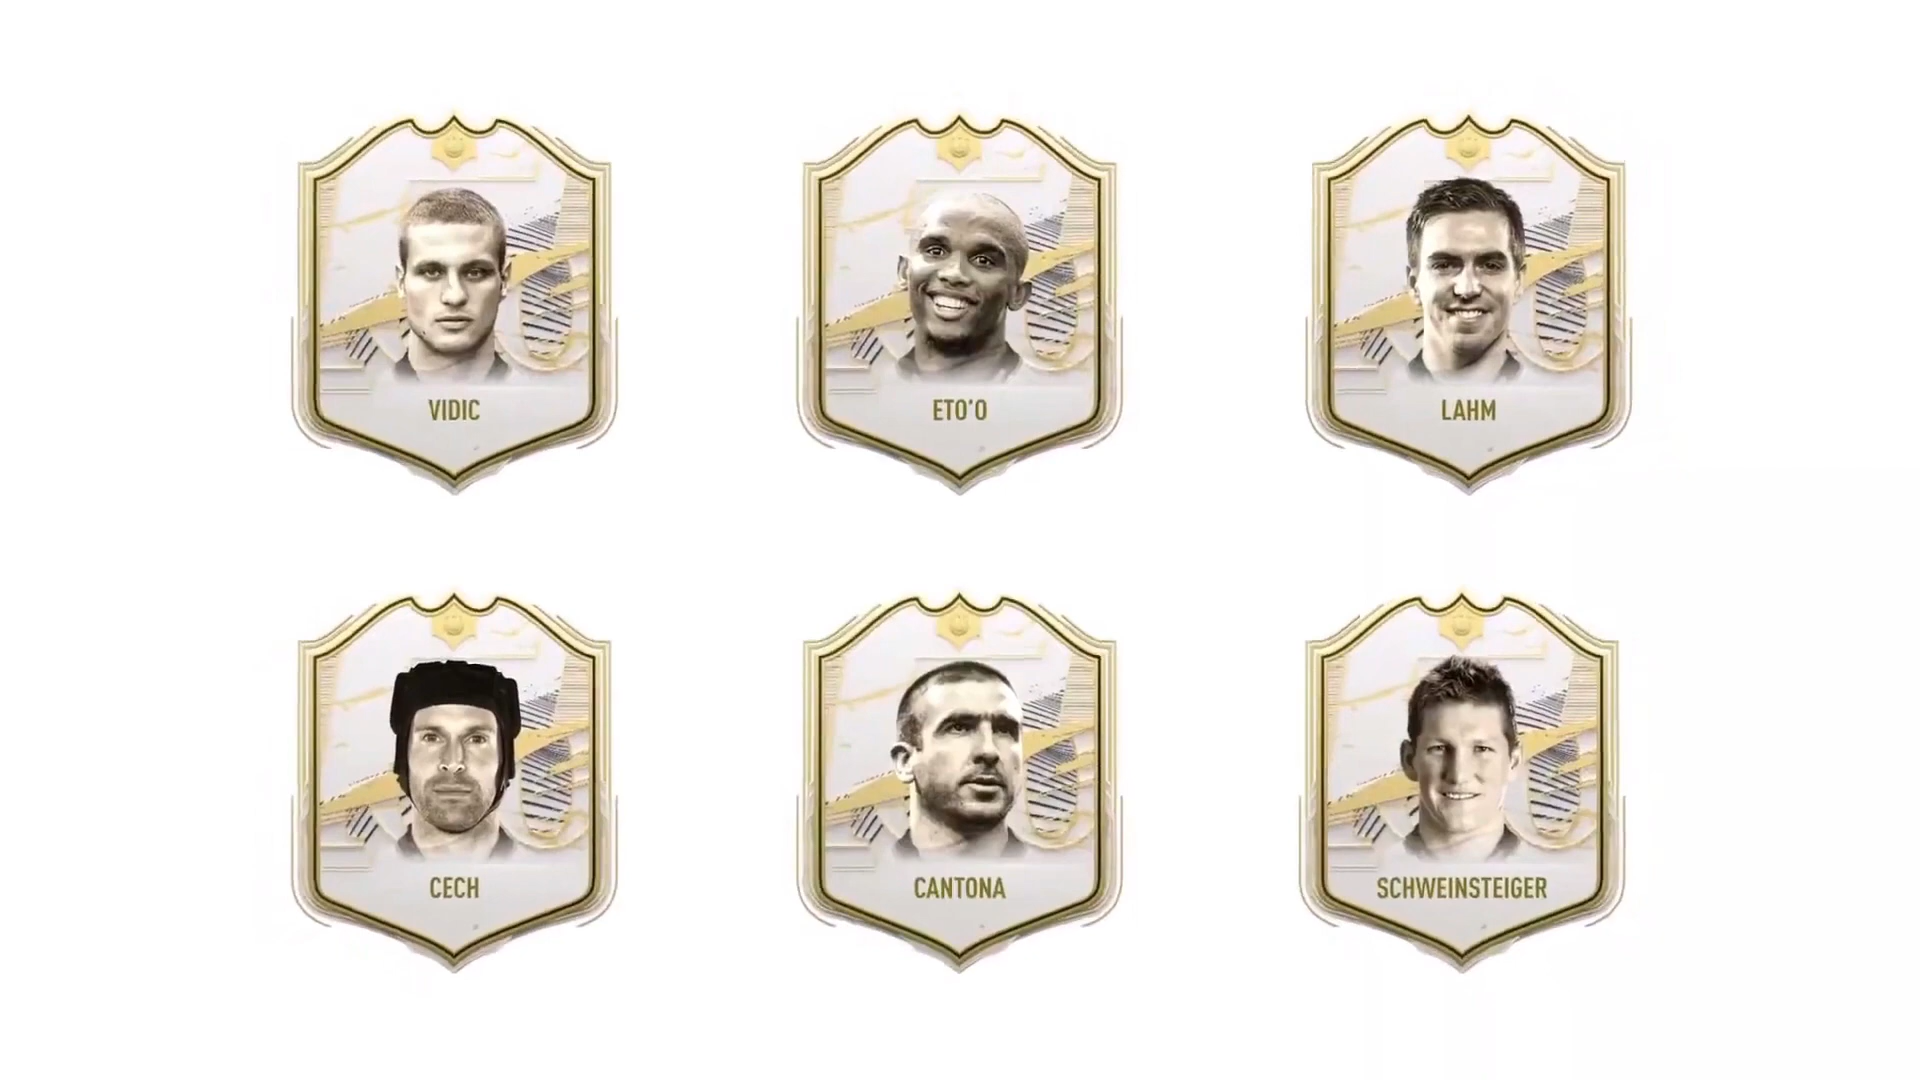 VIDIC
ETO'O
LAHM
CECH
CANTONA
SCHWEINSTEIGER